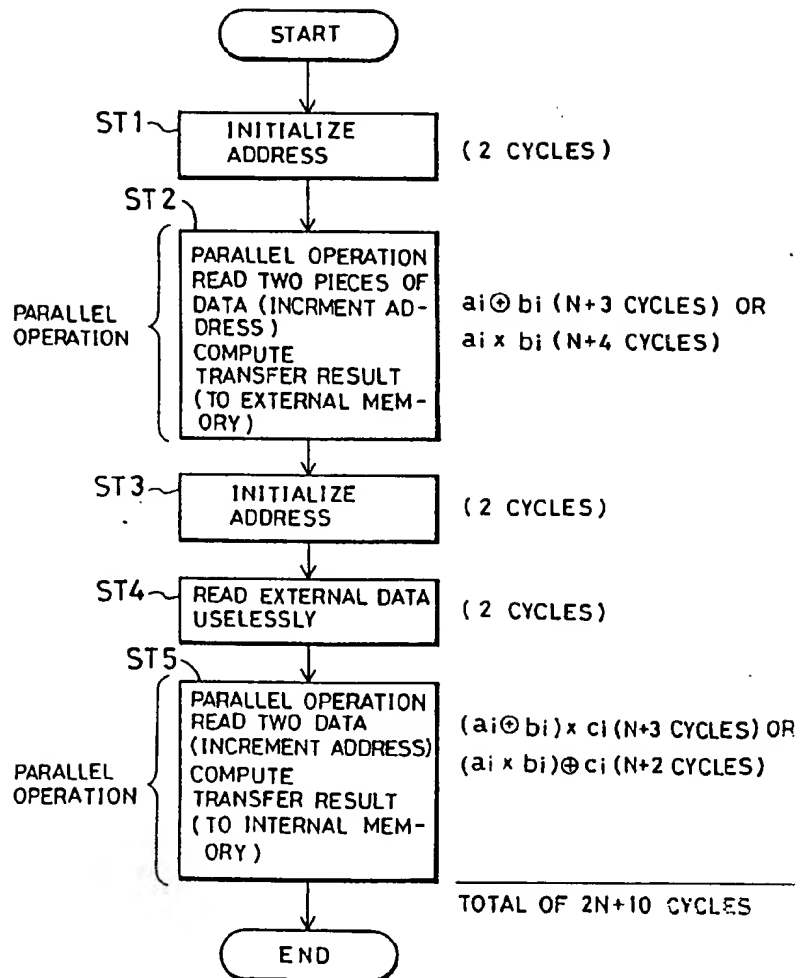 START
ST1
INITIALIZE
ADDRESS
(2 CYCLES)
ST2
PARALLEL
OPERATION
PARALLEL OPERATION
READ TWO PIECES OF
DATA (INCRMENT AD-
DRESS)
COMPUTE
TRANSFER RESULT
(TO EXTERNAL MEM-
ORY)
ai⊕bi (N+3 CYCLES) OR
ai x bi (N+4 CYCLES)
ST3
INITIALIZE
ADDRESS
(2 CYCLES)
ST4
READ EXTERNAL DATA
USELESSLY
(2 CYCLES)
ST5
PARALLEL
OPERATION
PARALLEL OPERATION
READ TWO DATA
(INCREMENT ADDRESS)
COMPUTE
TRANSFER RESULT
(TO INTERNAL MEM-
ORY)
(ai⊕bi) x ci (N+3 CYCLES) OR
(ai x bi)⊕ci (N+2 CYCLES)
TOTAL OF 2N+10 CYCLES
END